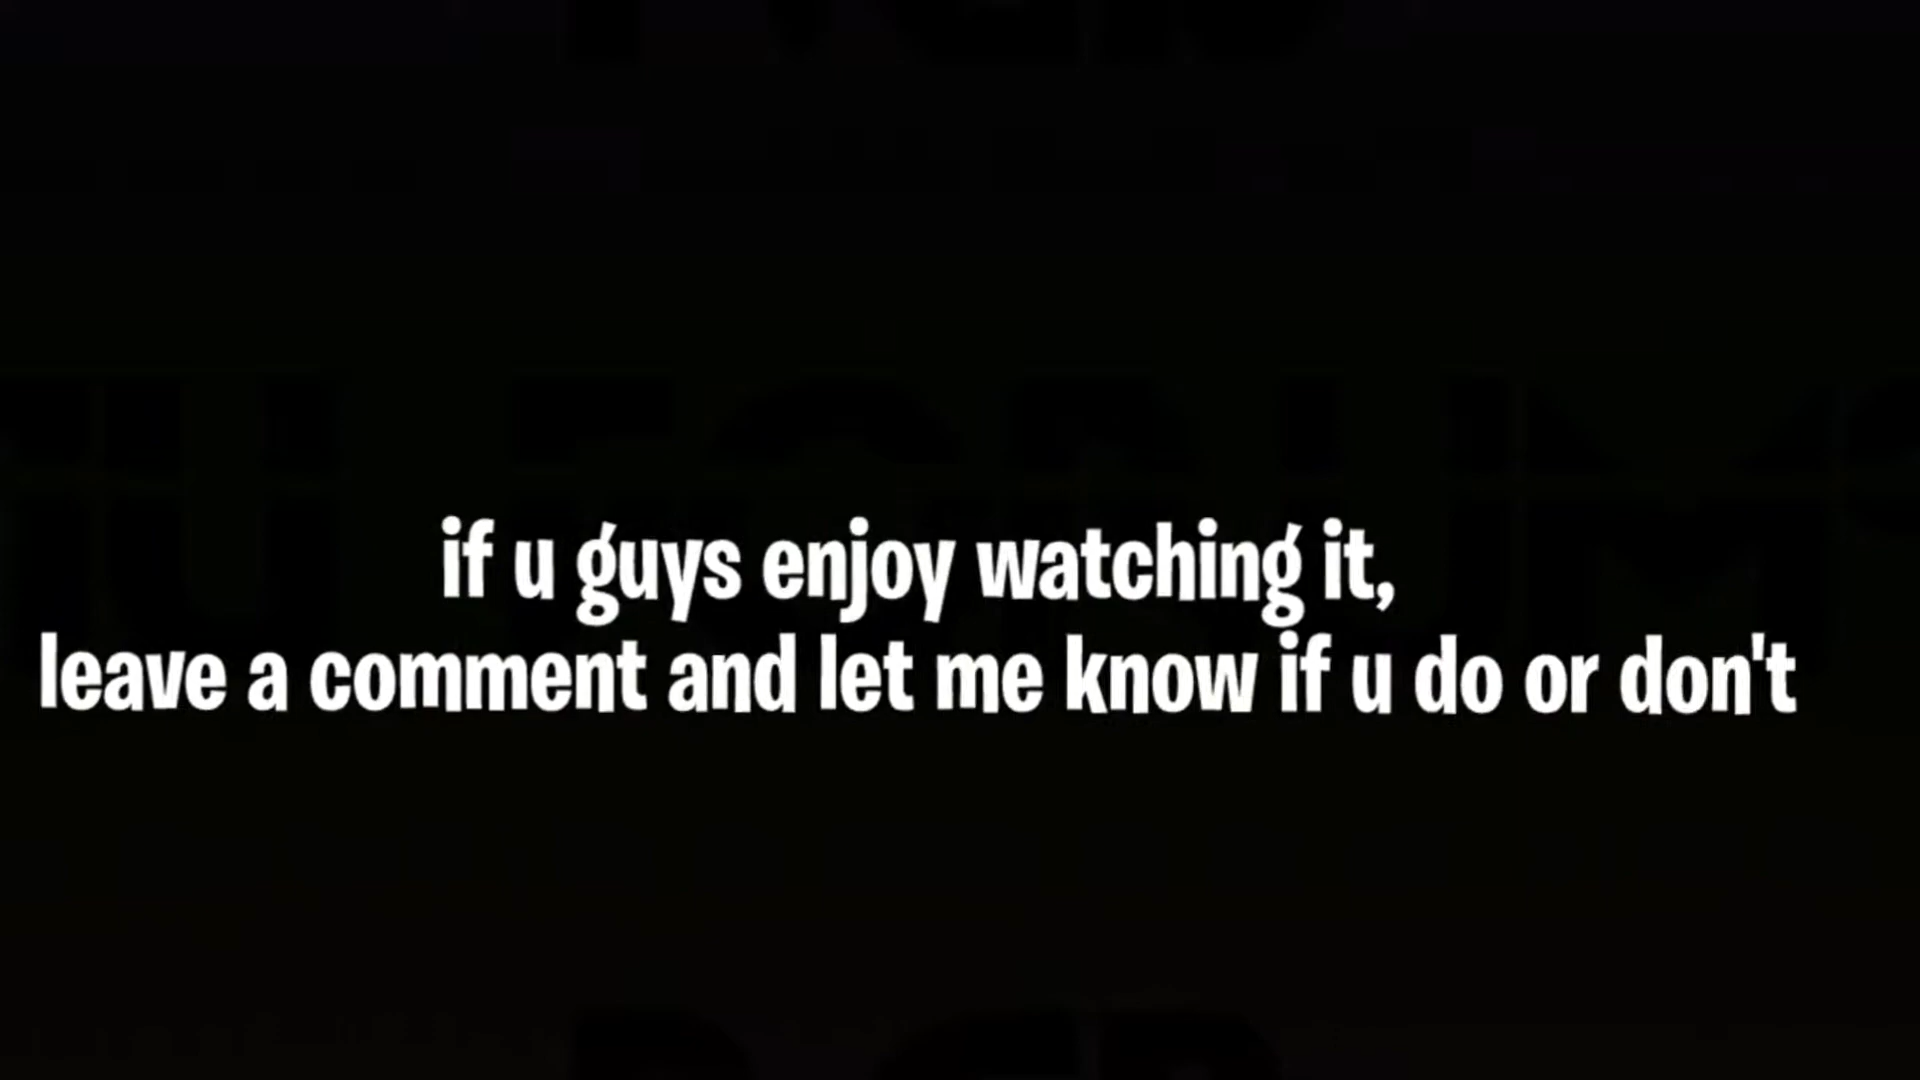 if u guys enjoy watching it,
leave a comment and let me know if u do or don't